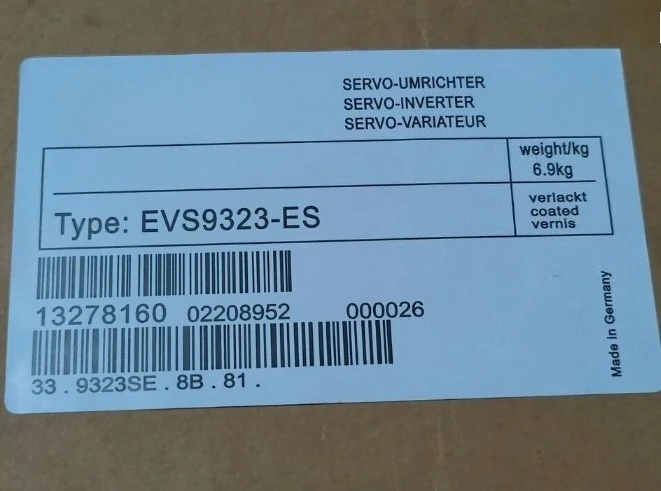 SERVO-UMRICHTER
SERVO-INVERTER
SERVO-VARIATEUR
weight/kg
6.9kg
Type: EVS9323-ES
verlackt
coated
vernis
13278160 02208952 000026
33 . 9323SE . 8B . 81 .
Made in Germany